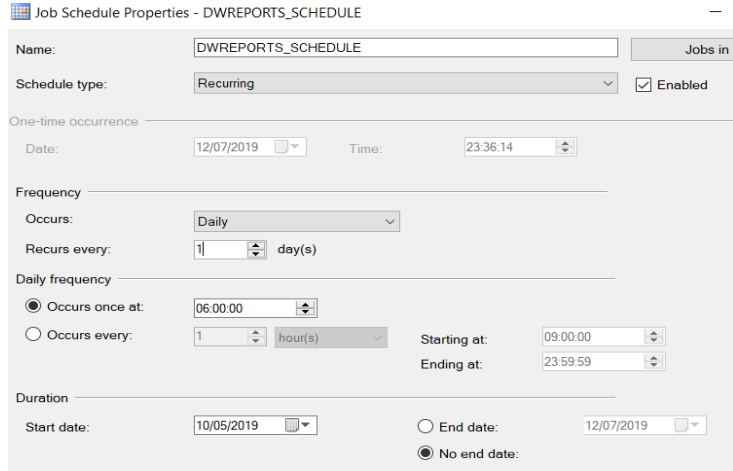 Job Schedule Properties - DWREPORTS_SCHEDULE
Name: DWREPORTS_SCHEDULE Jobs in
Schedule type: Recurring Enabled
One-time occurrence
Date: 12/07/2019 Time: 23:36:14
Frequency
Occurs: Daily
Recurs every: 1 day(s)
Daily frequency
Occurs once at: 06:00:00
Occurs every: 1 hour(s) Starting at: 09:00:00
Ending at: 23:59:59
Duration
Start date: 10/05/2019 End date: 12/07/2019
No end date: